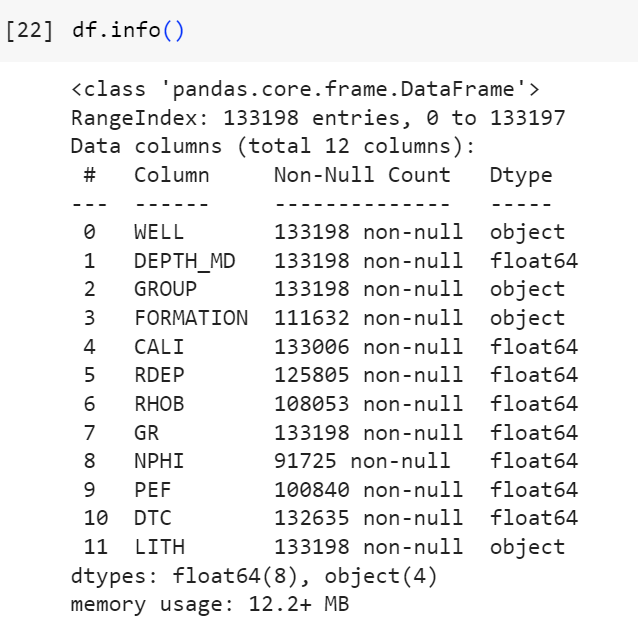 [22] df.info()
<class 'pandas.core.frame.DataFrame'>
RangeIndex: 133198 entries, 0 to 133197
Data columns (total 12 columns):
 #   Column     Non-Null Count   Dtype
---  ------     --------------   -----
 0   WELL       133198 non-null  object
 1   DEPTH_MD   133198 non-null  float64
 2   GROUP      133198 non-null  object
 3   FORMATION  111632 non-null  object
 4   CALI       133006 non-null  float64
 5   RDEP       125805 non-null  float64
 6   RHOB       108053 non-null  float64
 7   GR         133198 non-null  float64
 8   NPHI       91725 non-null   float64
 9   PEF        100840 non-null  float64
 10  DTC        132635 non-null  float64
 11  LITH       133198 non-null  object
dtypes: float64(8), object(4)
memory usage: 12.2+ MB